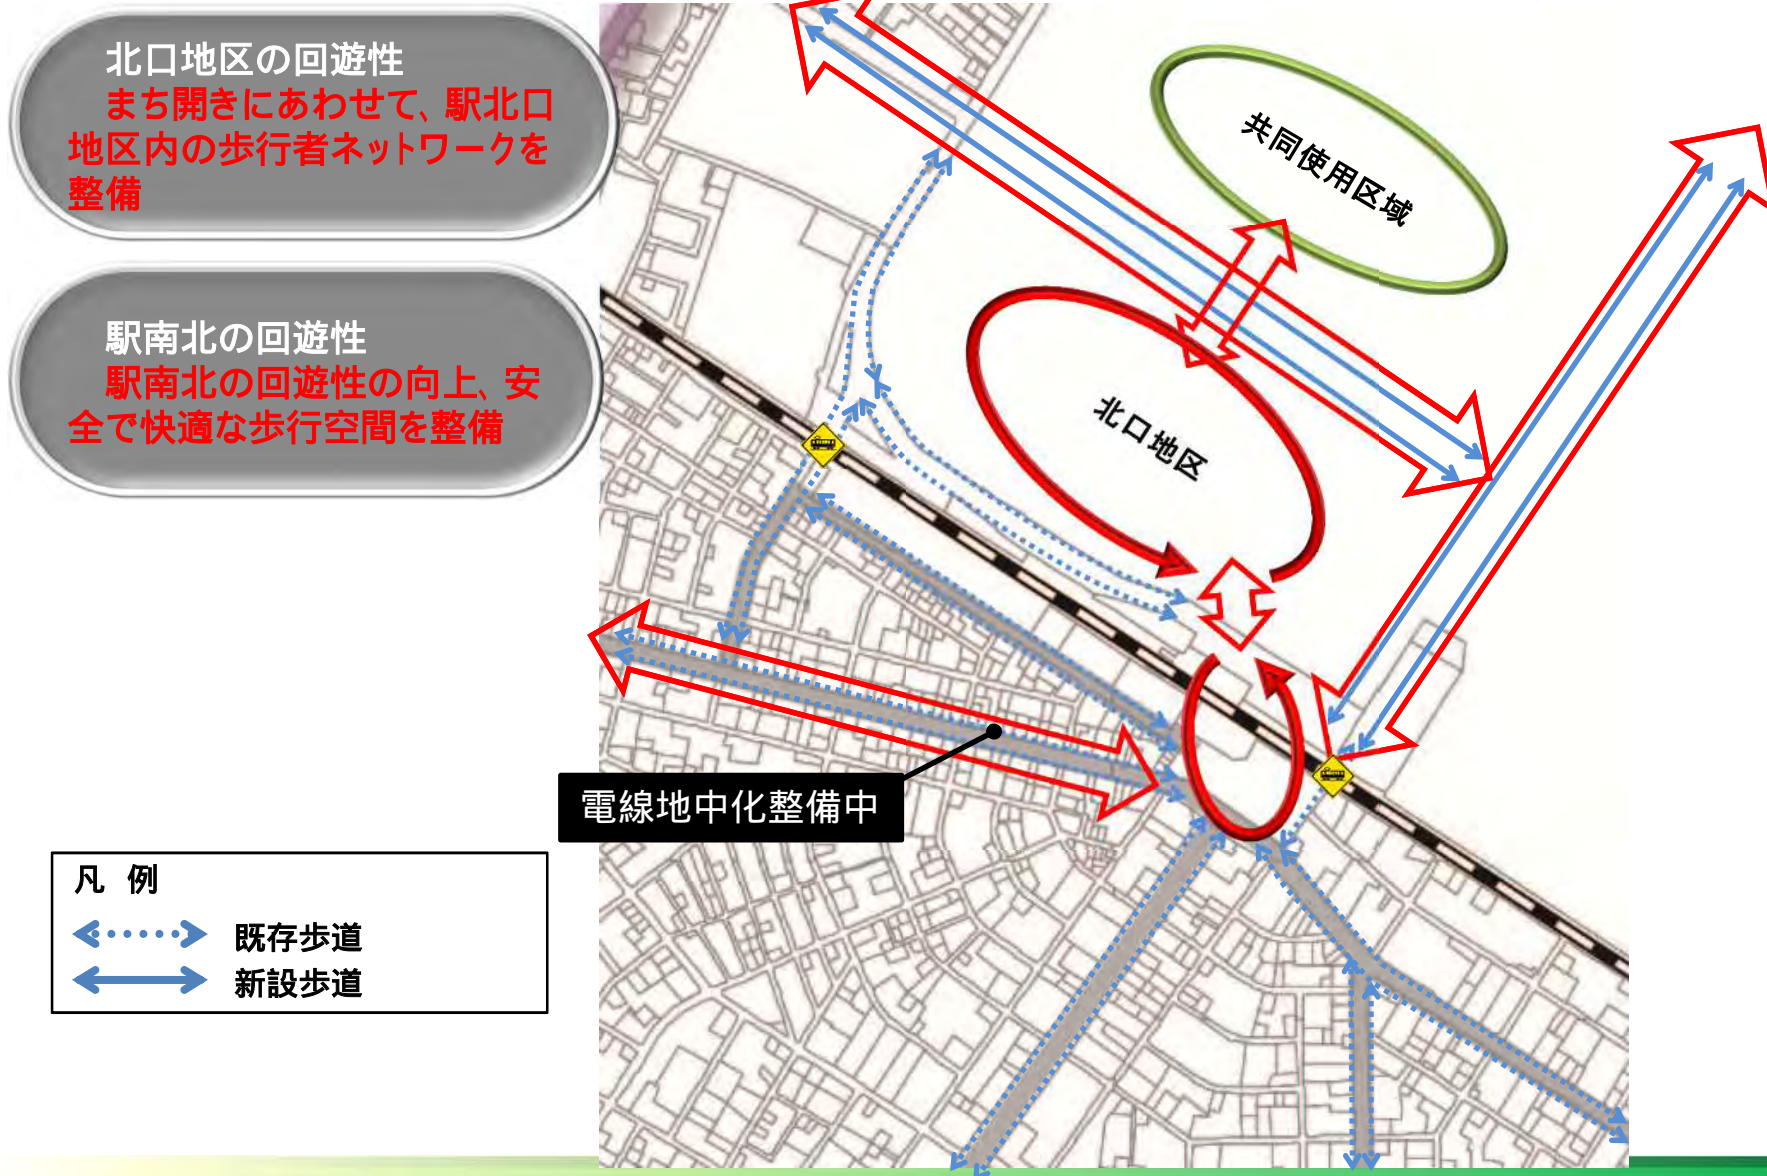 北口地区の回遊性
まち開きにあわせて、駅北口
地区内の歩行者ネットワークを
整備
駅南北の回遊性
駅南北の回遊性の向上、安
全で快適な歩行空間を整備
共同使用区域
北口地区
電線地中化整備中
凡 例
既存歩道
新設歩道